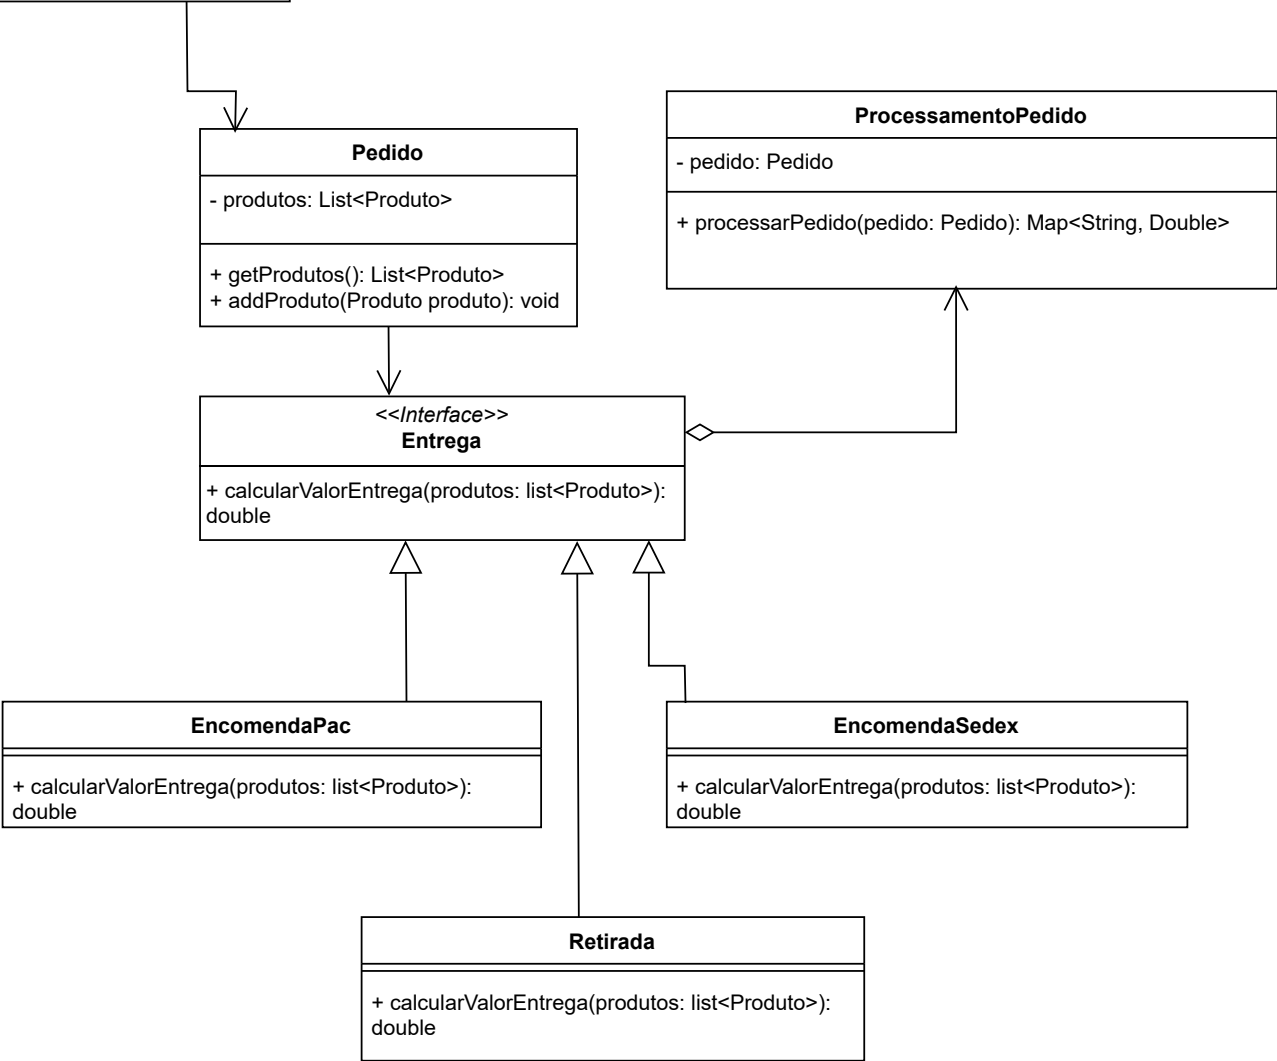 Pedido
- produtos: List<Produto>
+ getProdutos(): List<Produto>
+ addProduto(Produto produto): void
ProcessamentoPedido
- pedido: Pedido
+ processarPedido(pedido: Pedido): Map<String, Double>
<<Interface>>
Entrega
+ calcularValorEntrega(produtos: list<Produto>):
double
EncomendaPac
+ calcularValorEntrega(produtos: list<Produto>):
double
EncomendaSedex
+ calcularValorEntrega(produtos: list<Produto>):
double
Retirada
+ calcularValorEntrega(produtos: list<Produto>):
double